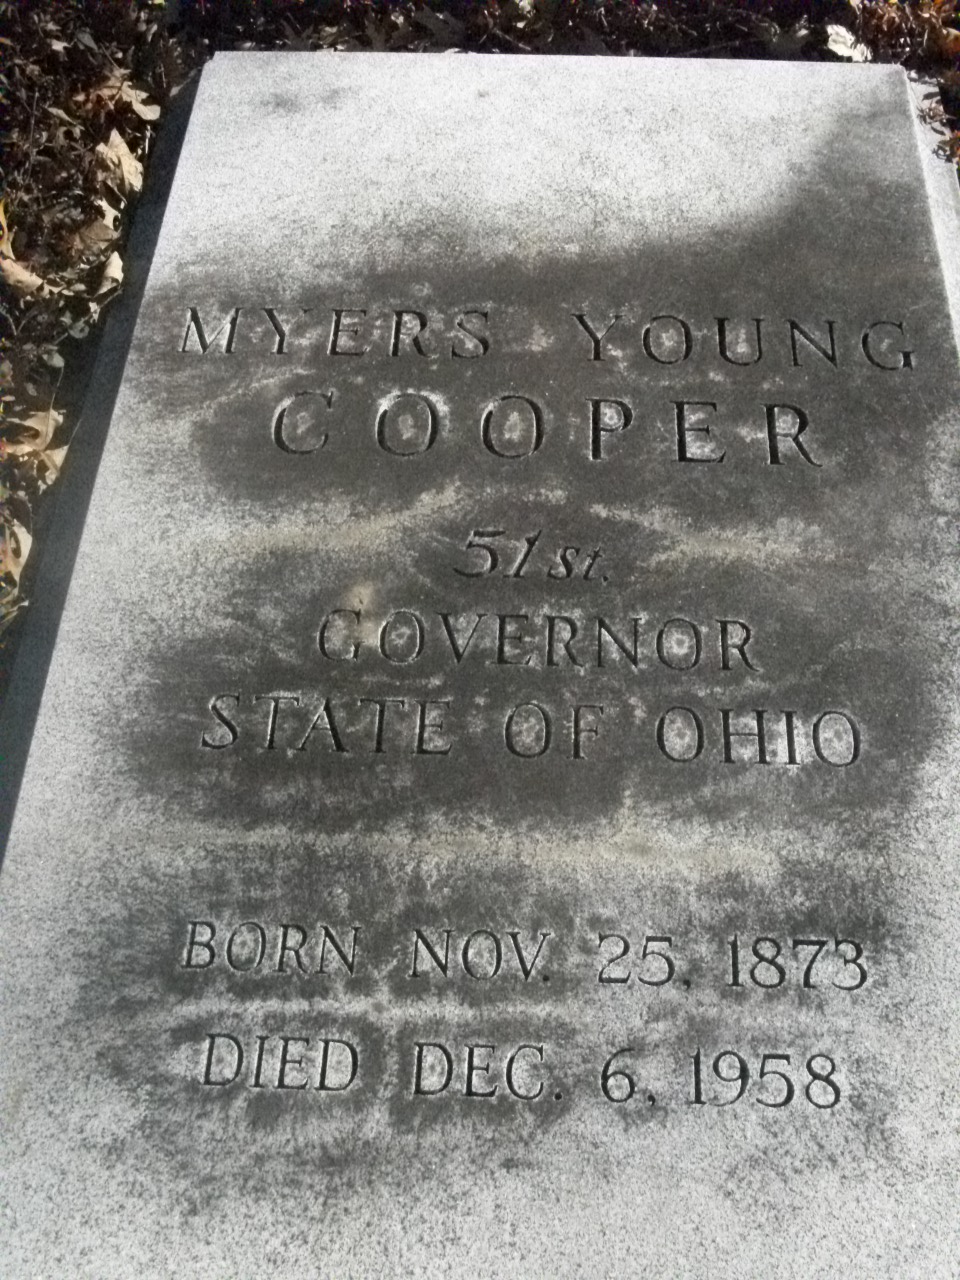 MYERS YOUNG
COOPER
51st.
GOVERNOR
STATE OF OHIO
BORN NOV. 25, 1873
DIED DEC. 6, 1958